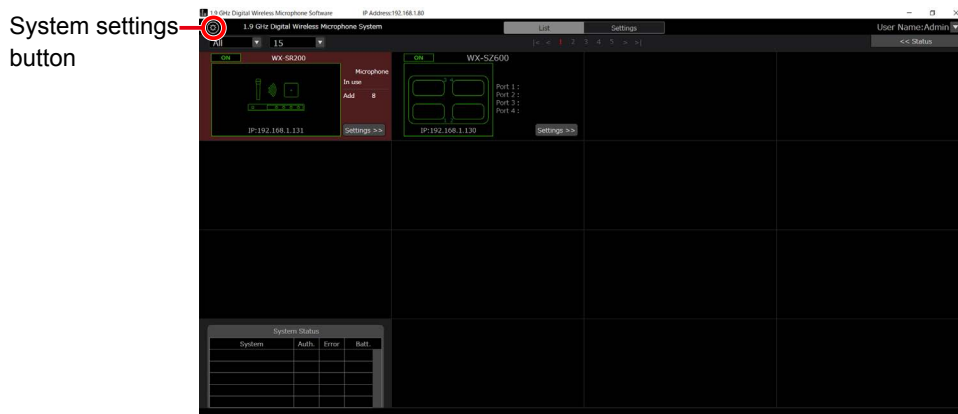 System settings button
1.9 GHz Digital Wireless Microphone Software IP Address:192.168.1.80
1.9 GHz Digital Wireless Microphone System List Settings User Name:Admin
All 15 |< < 1 2 3 4 5 > >| << Status
ON WX-SR200
Microphone
In use
Add 8
IP:192.168.1.131 Settings >>
ON WX-SZ600
Port 1 :
Port 2 :
Port 3 :
Port 4 :
IP:192.168.1.130 Settings >>
System Status
System Auth. Error Batt.